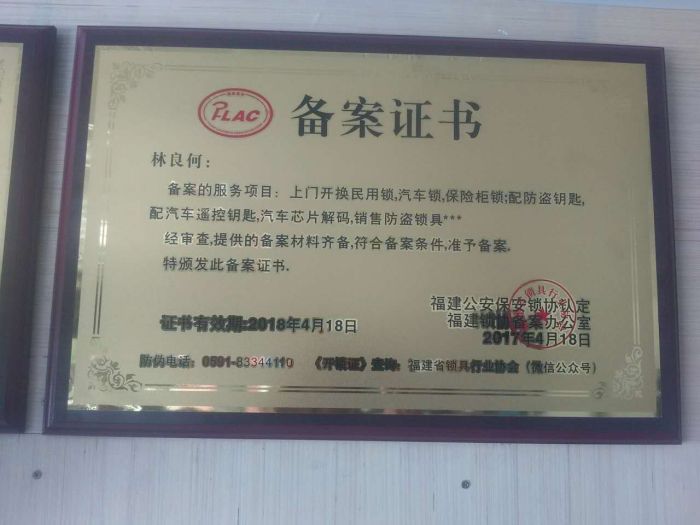 PLAC
备案证书
林良何:
备案的服务项目: 上门开换民用锁,汽车锁,保险柜锁;配防盗钥匙,
配汽车遥控钥匙,汽车芯片解码,销售防盗锁具***
经审查,提供的备案材料齐备,符合备案条件,准予备案.
特颁发此备案证书.
福建公安保安锁协认定
证书有效期:2018年4月18日
福建锁协备案办公室
2017年4月18日
防伪电话: 0591-83344110 《开锁证》查询: 福建省锁具行业协会 (微信公众号)